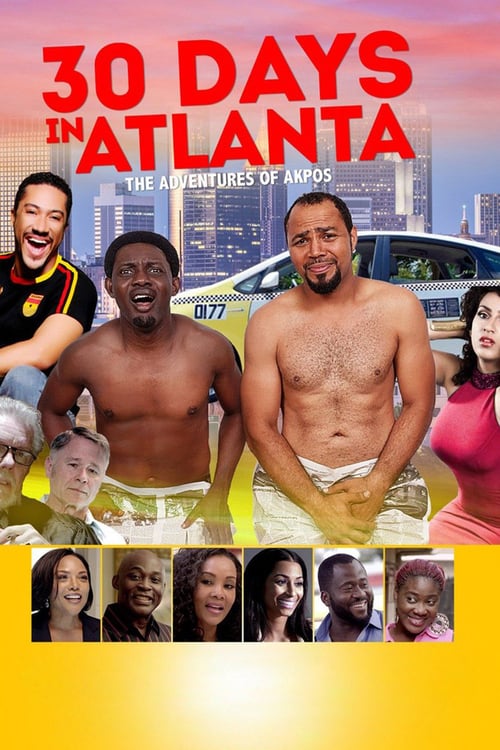 30 DAYS
IN ATLANTA
THE ADVENTURES OF AKPOS
0177